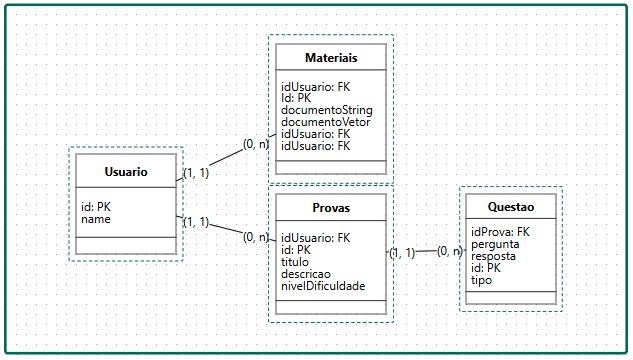 Materiais
idUsuario: FK
Id: PK
documentoString
documentoVetor
idUsuario: FK
idUsuario: FK
(0, n)
(1, 1)
Usuario
id: PK
name
(1, 1)
(0, n)
Provas
idUsuario: FK
id: PK
titulo
descricao
nivelDificuldade
(1, 1)
(0, n)
Questao
idProva: FK
pergunta
resposta
id: PK
tipo